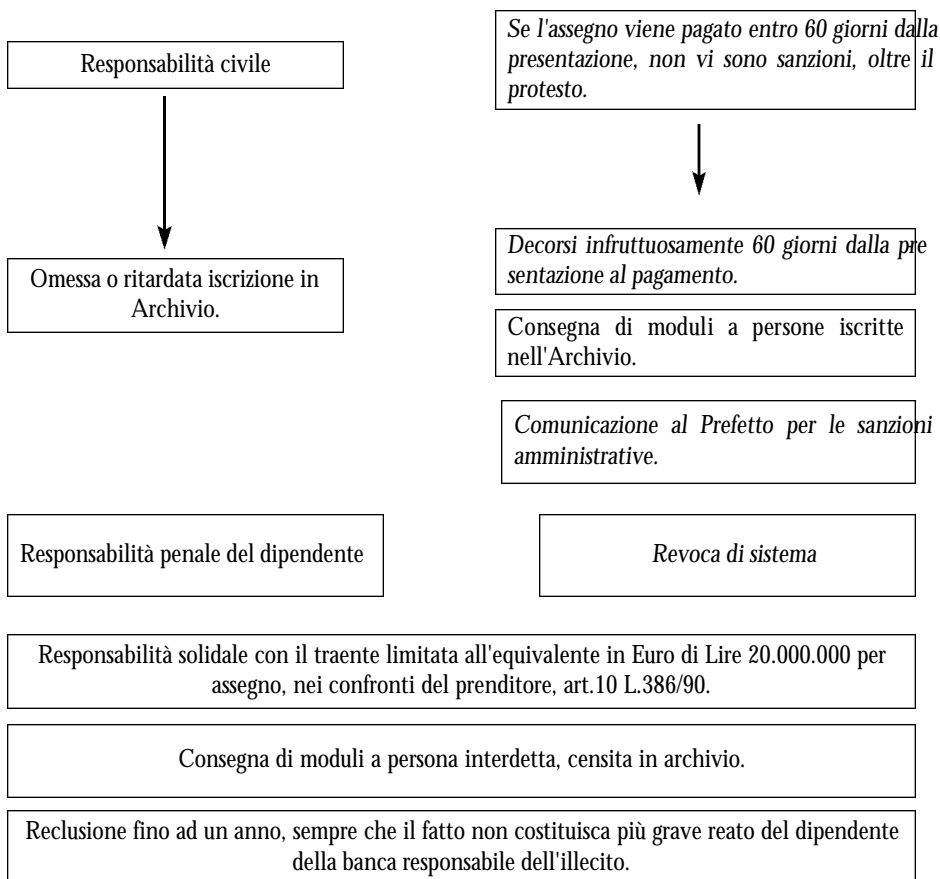 Responsabilità civile
Se l'assegno viene pagato entro 60 giorni dalla
presentazione, non vi sono sanzioni, oltre il
protesto.
Omessa o ritardata iscrizione in
Archivio.
Decorsi infruttuosamente 60 giorni dalla pre
sentazione al pagamento.
Consegna di moduli a persone iscritte
nell'Archivio.
Comunicazione al Prefetto per le sanzioni
amministrative.
Responsabilità penale del dipendente
Revoca di sistema
Responsabilità solidale con il traente limitata all'equivalente in Euro di Lire 20.000.000 per
assegno, nei confronti del prenditore, art.10 L.386/90.
Consegna di moduli a persona interdetta, censita in archivio.
Reclusione fino ad un anno, sempre che il fatto non costituisca più grave reato del dipendente
della banca responsabile dell'illecito.